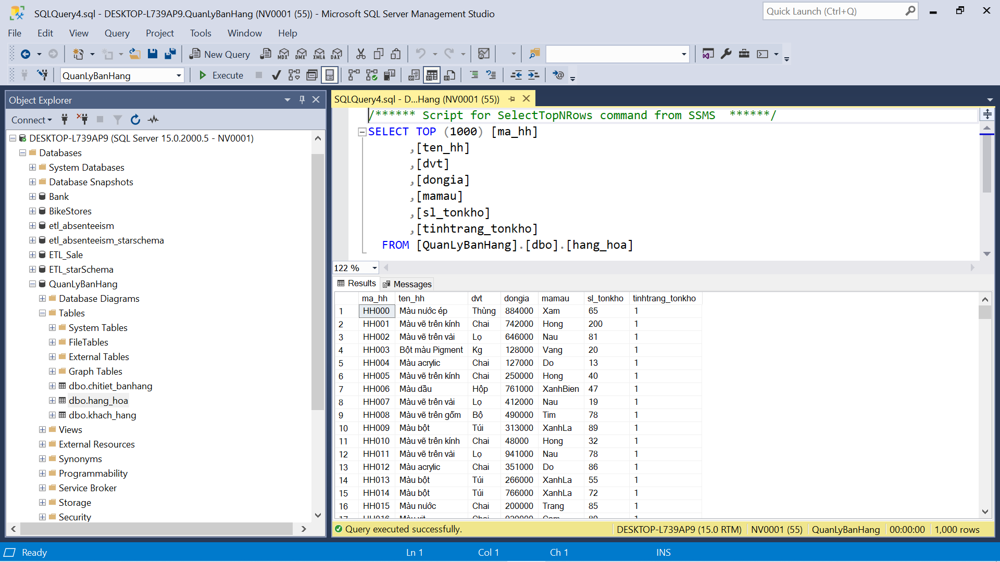 SQLQuery4.sql - DESKTOP-L739AP9.QuanLyBanHang (NV0001 (55)) - Microsoft SQL Server Management Studio
Quick Launch (Ctrl+Q)
File Edit View Query Project Tools Window Help
New Query MDX DMX XMLA DAX
QuanLyBanHang Execute
Object Explorer
Connect
DESKTOP-L739AP9 (SQL Server 15.0.2000.5 - NV0001)
Databases
System Databases
Database Snapshots
Bank
BikeStores
etl_absenteeism
etl_absenteeism_starschema
ETL_Sale
ETL_starSchema
QuanLyBanHang
Database Diagrams
Tables
System Tables
FileTables
External Tables
Graph Tables
dbo.chitiet_banhang
dbo.hang_hoa
dbo.khach_hang
Views
External Resources
Synonyms
Programmability
Service Broker
Storage
Security
SQLQuery4.sql - D...Hang (NV0001 (55))
/****** Script for SelectTopNRows command from SSMS ******/
SELECT TOP (1000) [ma_hh]
,[ten_hh]
,[dvt]
,[dongia]
,[mamau]
,[sl_tonkho]
,[tinhtrang_tonkho]
FROM [QuanLyBanHang].[dbo].[hang_hoa]
122 %
Results Messages
ma_hh ten_hh dvt dongia mamau sl_tonkho tinhtrang_tonkho
1 HH000 Màu nước ép Thùng 884000 Xam 65 1
2 HH001 Màu vẽ trên kính Chai 742000 Hong 200 1
3 HH002 Màu vẽ trên vải Lọ 646000 Nau 81 1
4 HH003 Bột màu Pigment Kg 128000 Vang 20 1
5 HH004 Màu acrylic Chai 127000 Do 13 1
6 HH005 Màu vẽ trên kính Chai 250000 Hong 40 1
7 HH006 Màu dầu Hộp 761000 XanhBien 47 1
8 HH007 Màu vẽ trên vải Lọ 412000 Nau 19 1
9 HH008 Màu vẽ trên gốm Bộ 490000 Tim 78 1
10 HH009 Màu bột Túi 313000 XanhLa 89 1
11 HH010 Màu vẽ trên kính Chai 48000 Hong 32 1
12 HH011 Màu vẽ trên vải Lọ 941000 Nau 78 1
13 HH012 Màu acrylic Chai 351000 Do 86 1
14 HH013 Màu bột Túi 266000 XanhLa 55 1
15 HH014 Màu bột Túi 766000 XanhLa 72 1
16 HH015 Màu nước Chai 200000 Trang 85 1
Query executed successfully. DESKTOP-L739AP9 (15.0 RTM) NV0001 (55) QuanLyBanHang 00:00:00 1,000 rows
Ready Ln 1 Col 1 Ch 1 INS